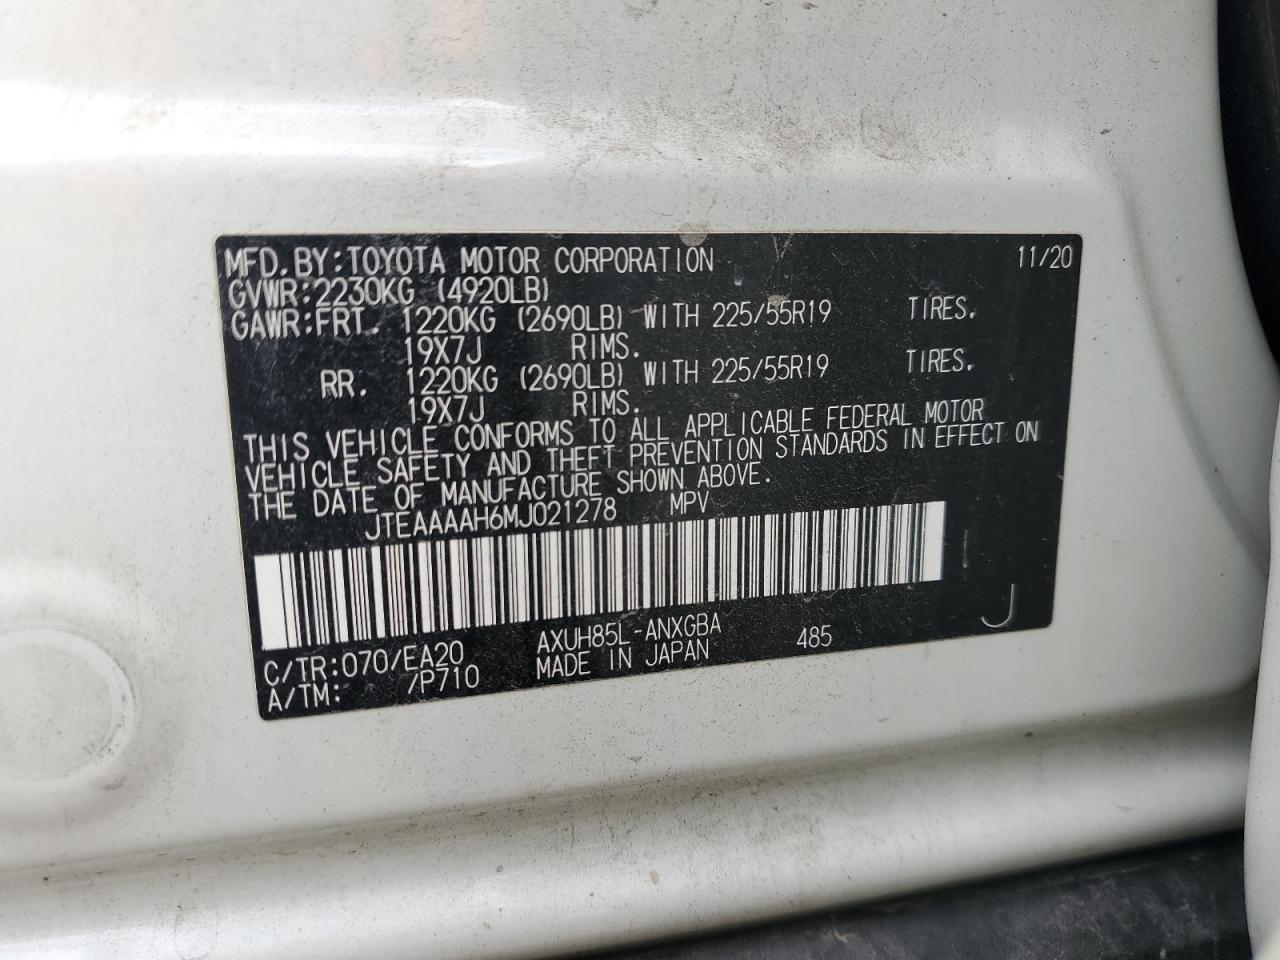 MFD.BY:TOYOTA MOTOR CORPORATION 11/20
GVWR:2230KG (4920LB)
GAWR:FRT. 1220KG (2690LB) WITH 225/55R19 TIRES.
19X7J RIMS.
RR. 1220KG (2690LB) WITH 225/55R19 TIRES.
19X7J RIMS.
THIS VEHICLE CONFORMS TO ALL APPLICABLE FEDERAL MOTOR
VEHICLE SAFETY AND THEFT PREVENTION STANDARDS IN EFFECT ON
THE DATE OF MANUFACTURE SHOWN ABOVE.
JTEAAAAH6MJ021278 MPV
C/TR:070/EA20 AXUH85L-ANXGBA 485
A/TM: /P710 MADE IN JAPAN
J